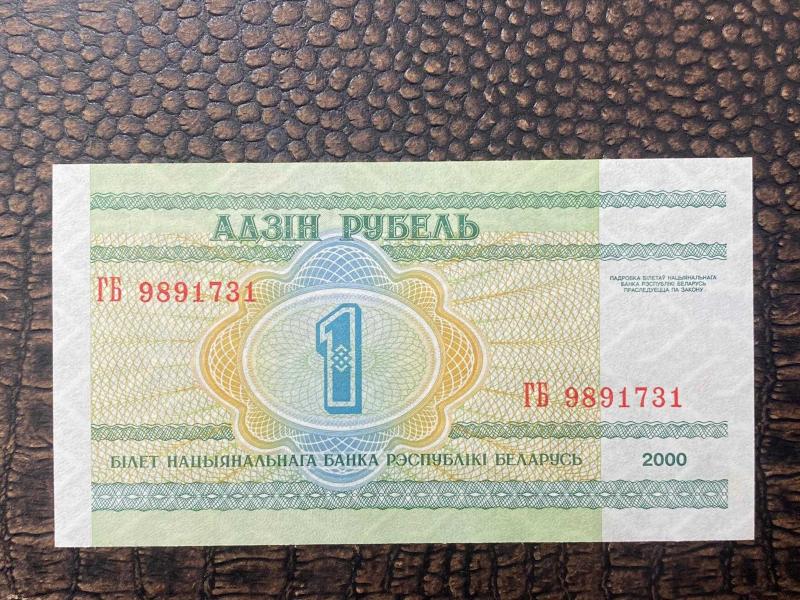 АДЗІН РУБЕЛЬ
ГБ 9891731
ПАДРОБКА БІЛЕТАЎ НАЦЫЯНАЛЬНАГА
БАНКА РЭСПУБЛІКІ БЕЛАРУСЬ
ПРАСЛЕДУЕЦЦА ПА ЗАКОНУ
1
ГБ 9891731
БІЛЕТ НАЦЫЯНАЛЬНАГА БАНКА РЭСПУБЛІКІ БЕЛАРУСЬ 2000